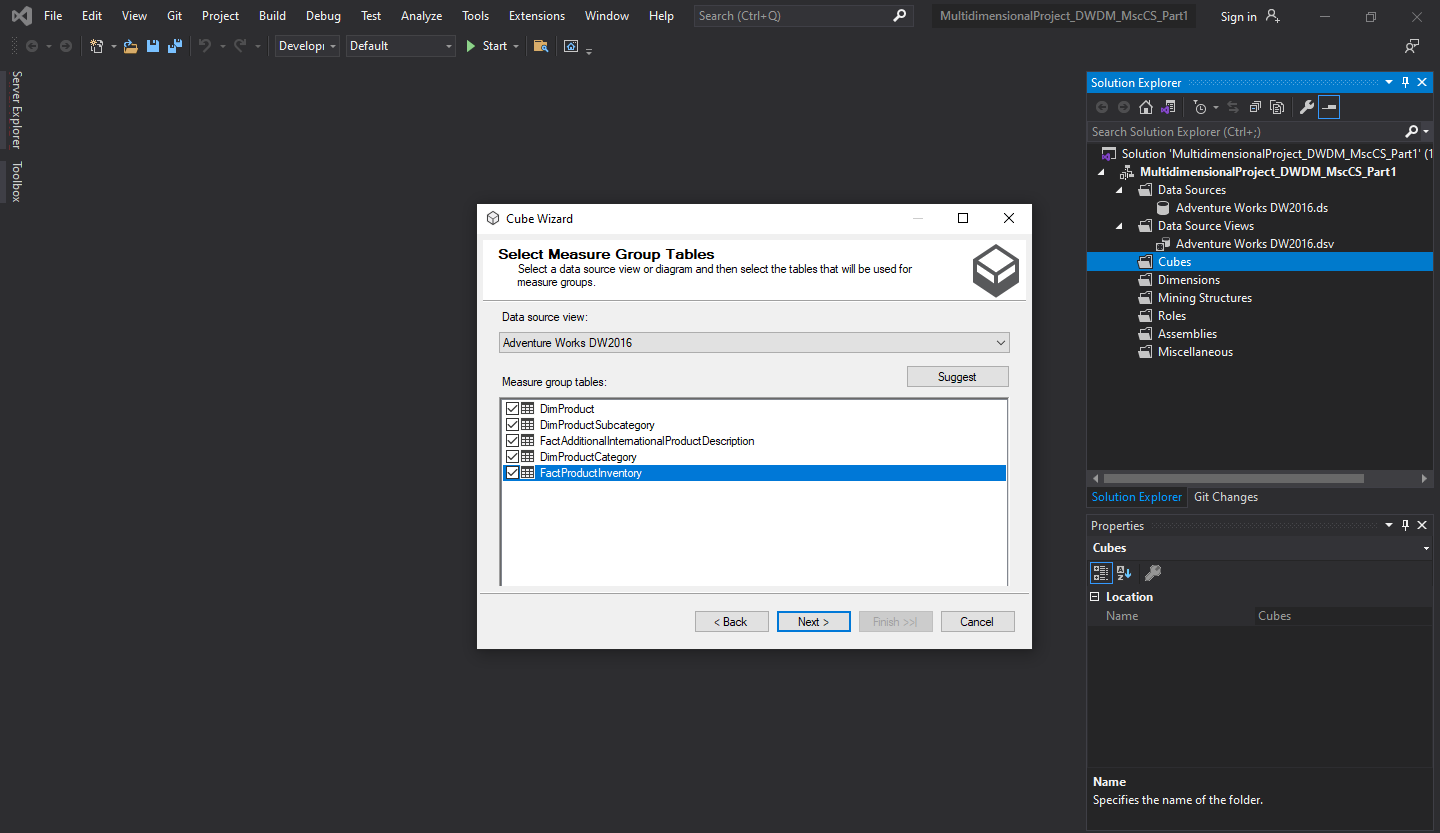 File Edit View Git Project Build Debug Test Analyze Tools Extensions Window Help Search (Ctrl+Q) MultidimensionalProject_DWDM_MscCS_Part1 Sign in
Developı Default Start
Server Explorer
Toolbox
Cube Wizard
Select Measure Group Tables
Select a data source view or diagram and then select the tables that will be used for
measure groups.
Data source view:
Adventure Works DW2016
Measure group tables:
Suggest
DimProduct
DimProductSubcategory
FactAdditionalInternationalProductDescription
DimProductCategory
FactProductInventory
< Back Next > Finish >>| Cancel
Solution Explorer
Search Solution Explorer (Ctrl+;)
Solution 'MultidimensionalProject_DWDM_MscCS_Part1' (1
MultidimensionalProject_DWDM_MscCS_Part1
Data Sources
Adventure Works DW2016.ds
Data Source Views
Adventure Works DW2016.dsv
Cubes
Dimensions
Mining Structures
Roles
Assemblies
Miscellaneous
Solution Explorer Git Changes
Properties
Cubes
Location
Name Cubes
Name
Specifies the name of the folder.